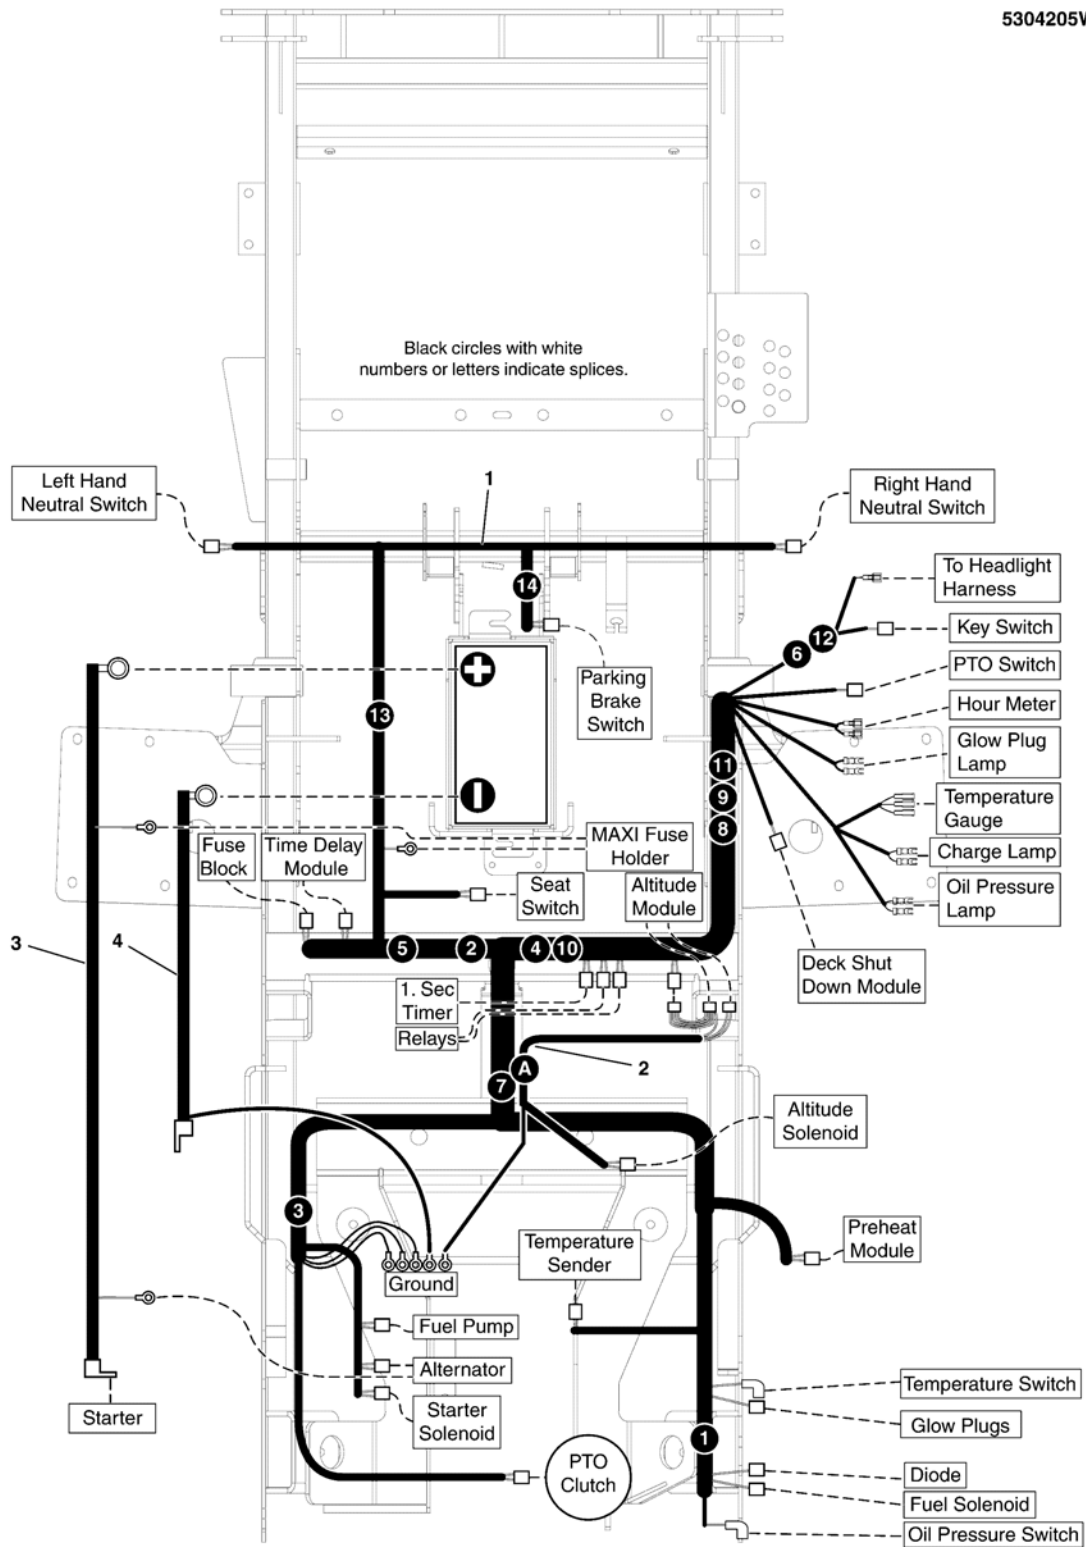 5304205W
Black circles with white
numbers or letters indicate splices.
Left Hand
Neutral Switch
1
Right Hand
Neutral Switch
14
To Headlight
Harness
12
6
Key Switch
Parking
Brake
Switch
PTO Switch
13
Hour Meter
11
Glow Plug
Lamp
9
8
Temperature
Gauge
Fuse
Block
Time Delay
Module
MAXI Fuse
Holder
Charge Lamp
Seat
Switch
Altitude
Module
Oil Pressure
Lamp
3
4
5
2
4
10
Deck Shut
Down Module
1. Sec
Timer
Relays
A
2
7
Altitude
Solenoid
3
Temperature
Sender
Preheat
Module
Ground
Fuel Pump
Alternator
Temperature Switch
Starter
Starter
Solenoid
Glow Plugs
1
PTO
Clutch
Diode
Fuel Solenoid
Oil Pressure Switch